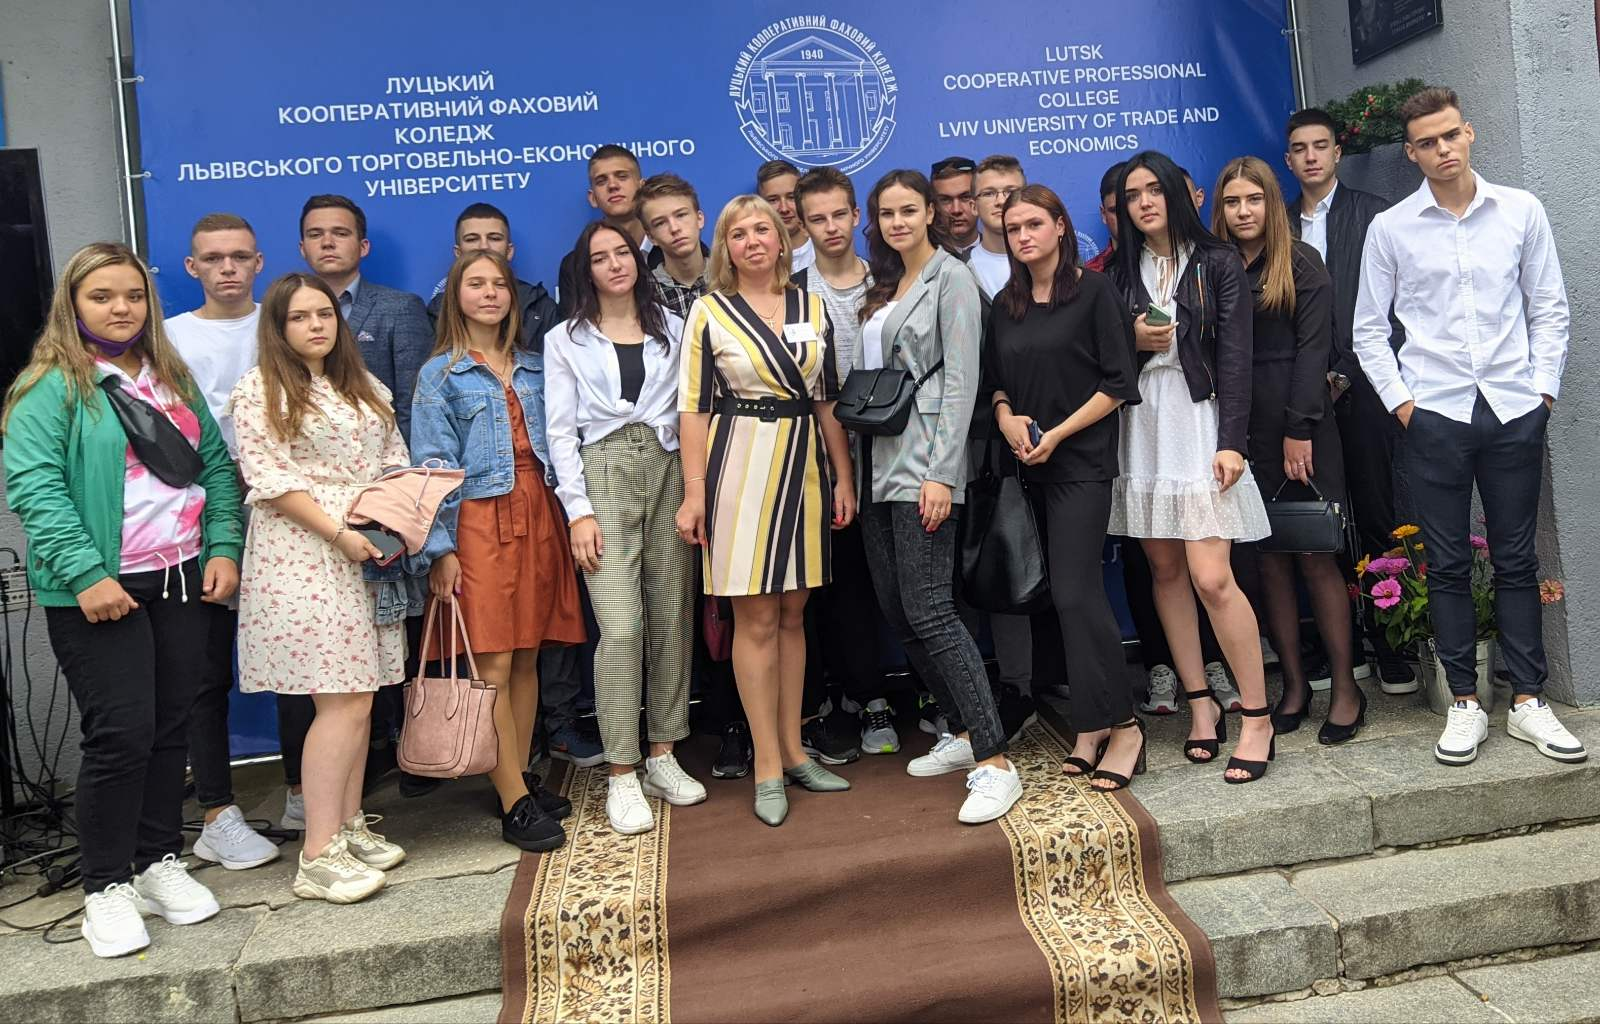 ЛУЦЬКИЙ
КООПЕРАТИВНИЙ ФАХОВИЙ
КОЛЕДЖ
ЛЬВІВСЬКОГО ТОРГОВЕЛЬНО-ЕКОНОМІЧНОГО
УНІВЕРСИТЕТУ
ЛУЦЬКИЙ КООПЕРАТИВНИЙ ФАХОВИЙ КОЛЕДЖ
1940
LUTSK
COOPERATIVE PROFESSIONAL
COLLEGE
LVIV UNIVERSITY OF TRADE AND
ECONOMICS